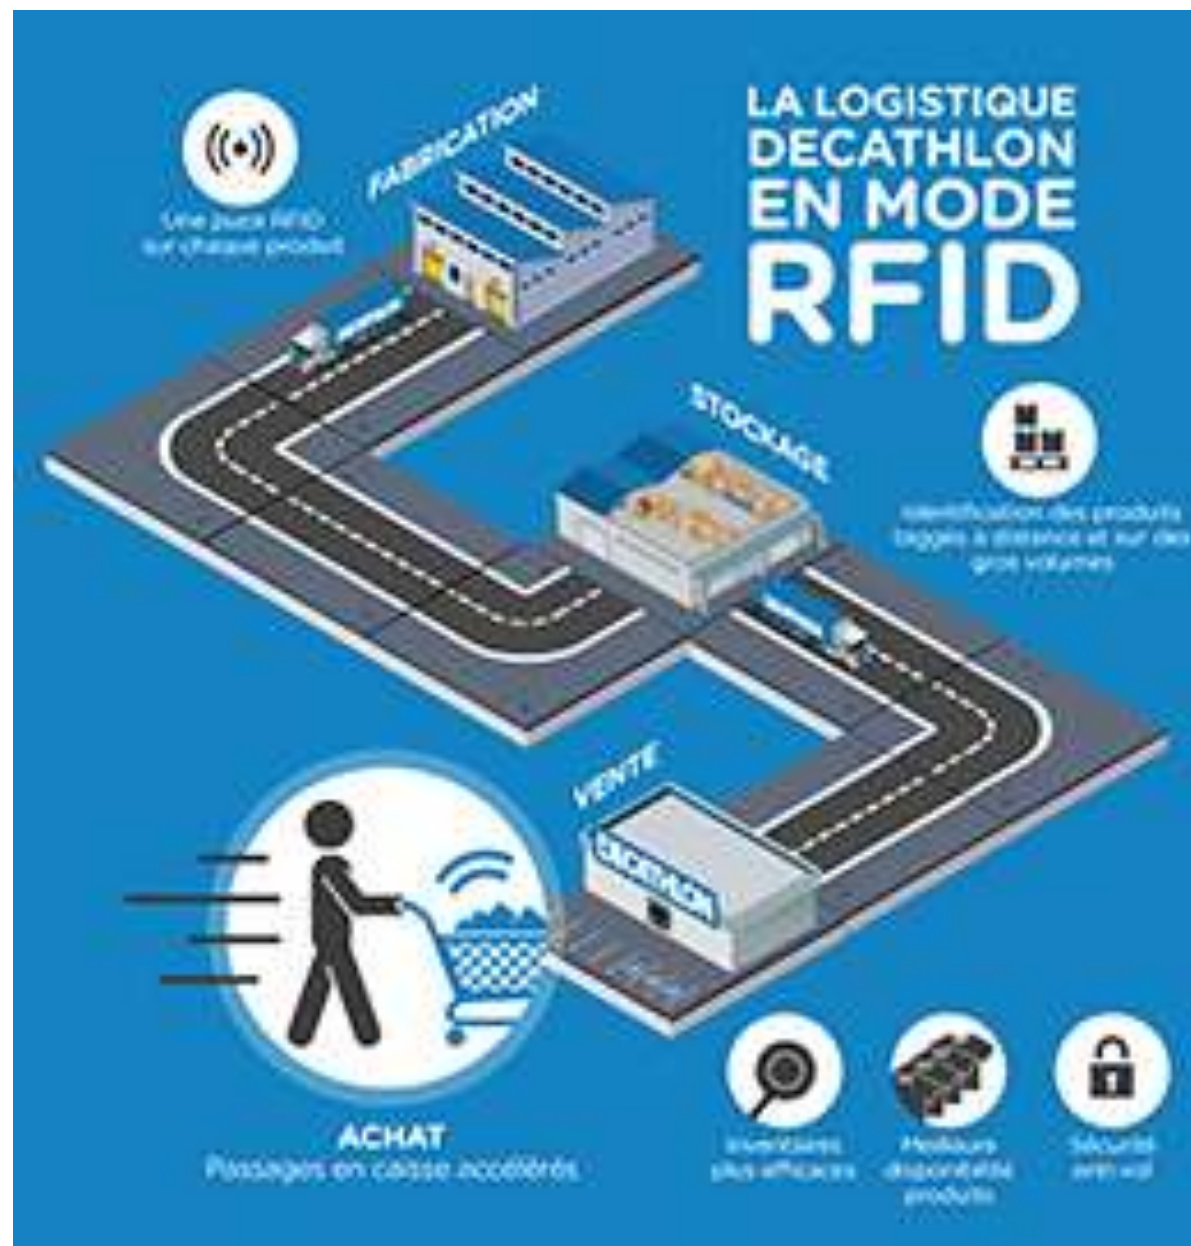 LA LOGISTIQUE
DECATHLON
EN MODE
RFID
FABRICATION
Une puce RFID
sur chaque produit
STOCKAGE
Identification des produits
taggés à distance et sur des
gros volumes
VENTE
DECATHLON
ACHAT
Passages en caisse accélérés
Inventaires
plus efficaces
Meilleure
disponibilité
produits
Sécurité
anti-vol